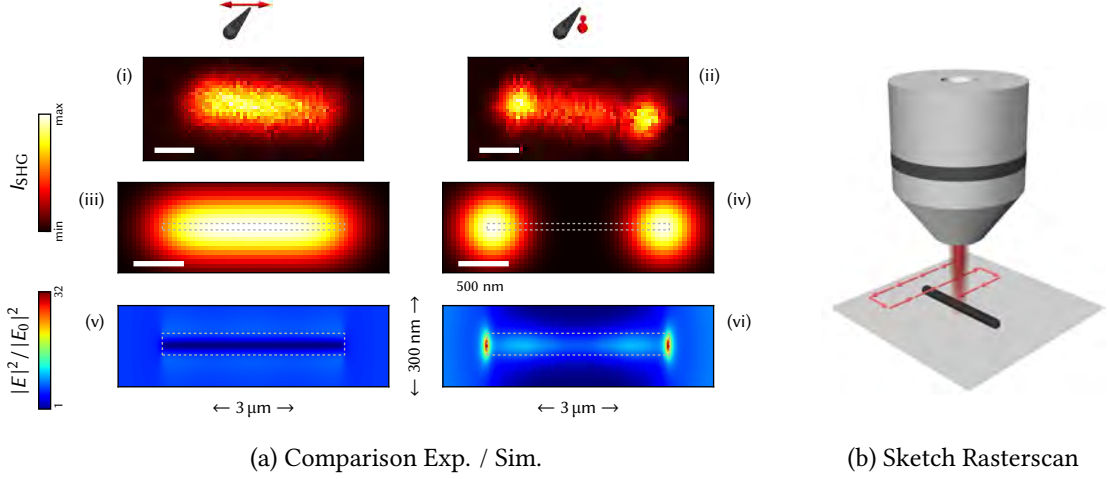 (i)
(ii)
max
I_SHG
min
(iii)
(iv)
500 nm
32
|E|²/|E₀|²
1
(v)
(vi)
← 300 nm →
← 3 µm →
← 3 µm →
(a) Comparison Exp. / Sim.
(b) Sketch Rasterscan